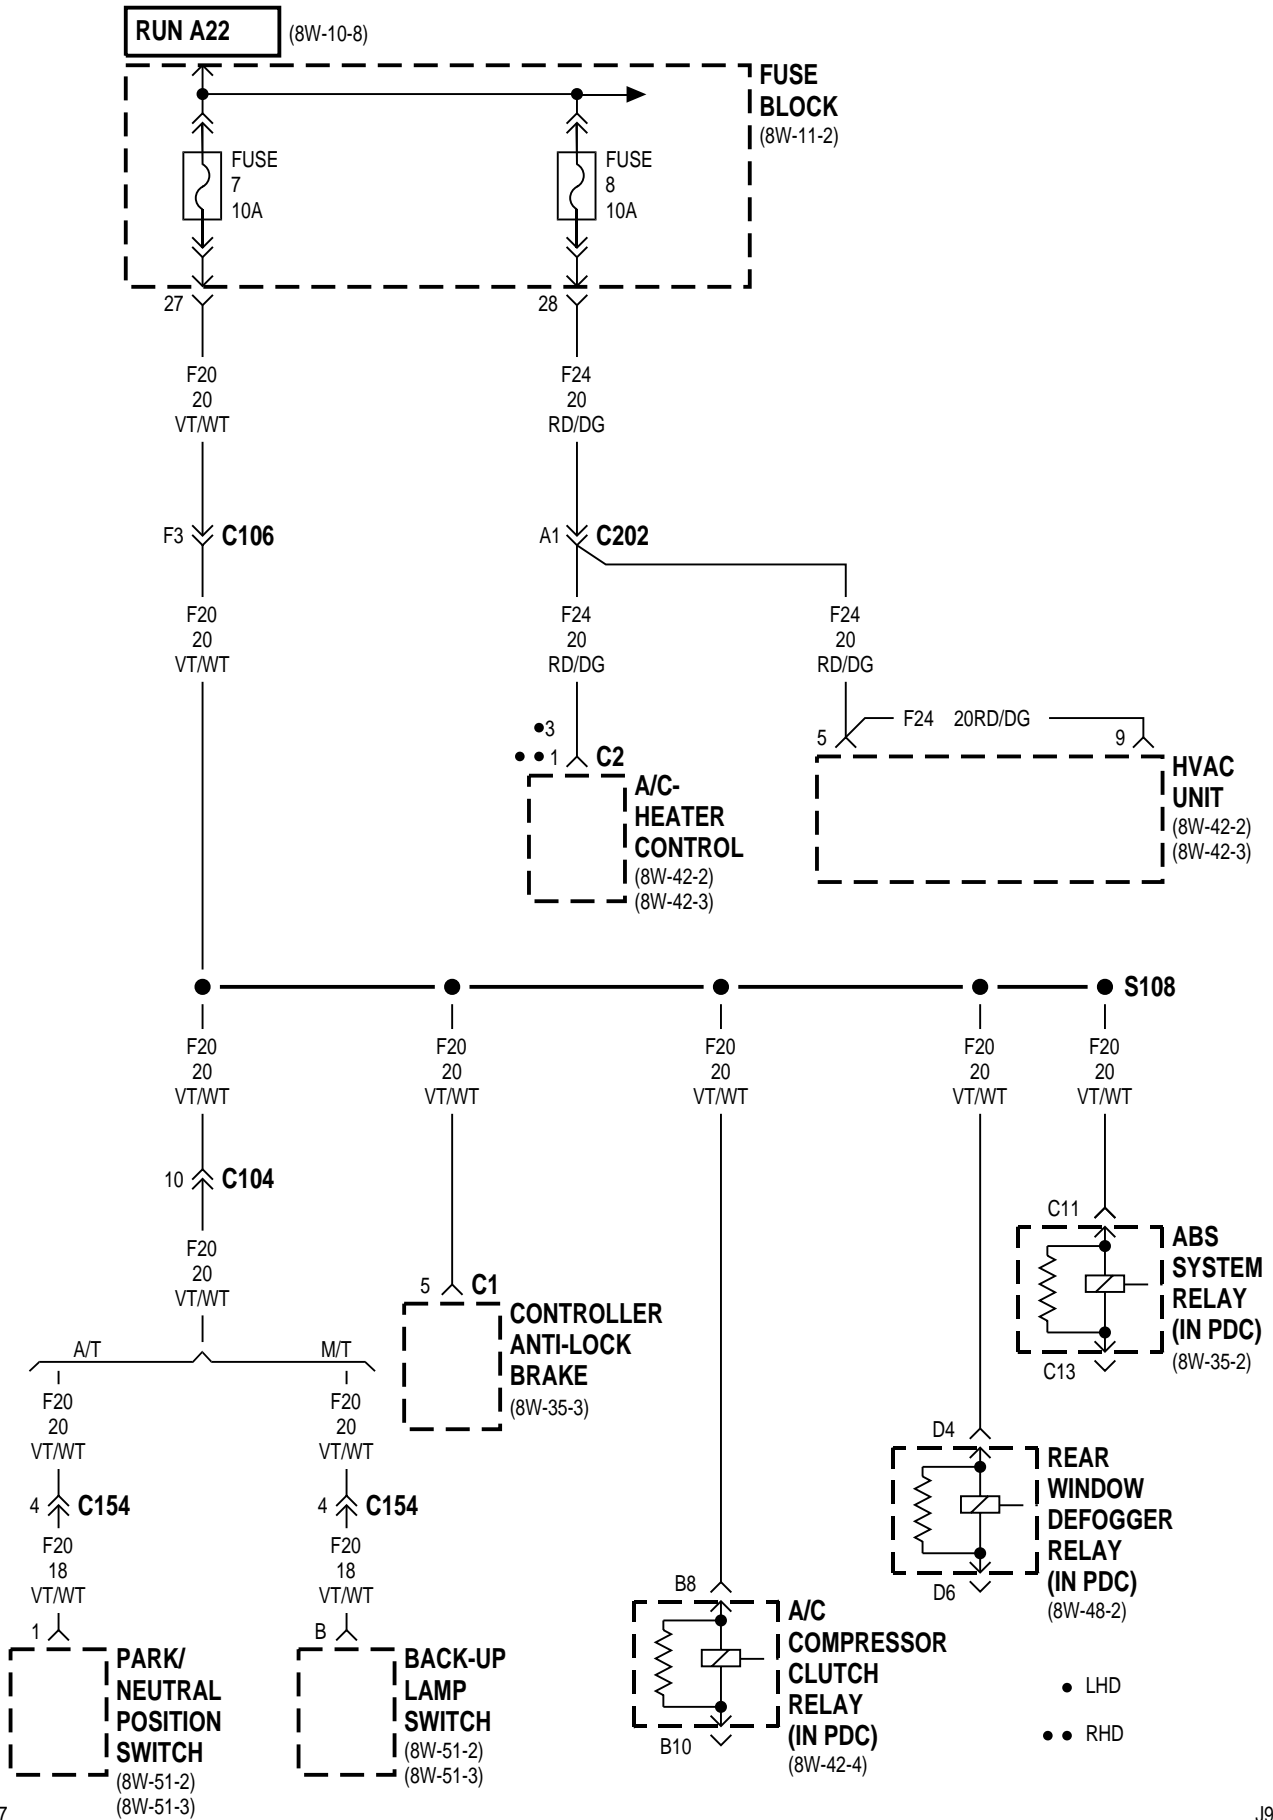 RUN A22
(8W-10-8)
FUSE
BLOCK
(8W-11-2)
FUSE
7
10A
FUSE
8
10A
27
28
F20
20
VT/WT
F24
20
RD/DG
F3
C106
A1
C202
F20
20
VT/WT
F24
20
RD/DG
F24
20
RD/DG
F24 20RD/DG
•3
• • 1
C2
5
9
A/C-
HEATER
CONTROL
(8W-42-2)
(8W-42-3)
HVAC
UNIT
(8W-42-2)
(8W-42-3)
S108
F20
20
VT/WT
F20
20
VT/WT
F20
20
VT/WT
F20
20
VT/WT
F20
20
VT/WT
10
C104
F20
20
VT/WT
A/T
M/T
F20
20
VT/WT
F20
20
VT/WT
4
C154
4
C154
F20
18
VT/WT
F20
18
VT/WT
1
B
PARK/
NEUTRAL
POSITION
SWITCH
(8W-51-2)
(8W-51-3)
BACK-UP
LAMP
SWITCH
(8W-51-2)
(8W-51-3)
5
C1
CONTROLLER
ANTI-LOCK
BRAKE
(8W-35-3)
B8
A/C
COMPRESSOR
CLUTCH
RELAY
(IN PDC)
(8W-42-4)
B10
D4
REAR
WINDOW
DEFOGGER
RELAY
(IN PDC)
(8W-48-2)
D6
C11
ABS
SYSTEM
RELAY
(IN PDC)
(8W-35-2)
C13
• LHD
• • RHD
7
J9